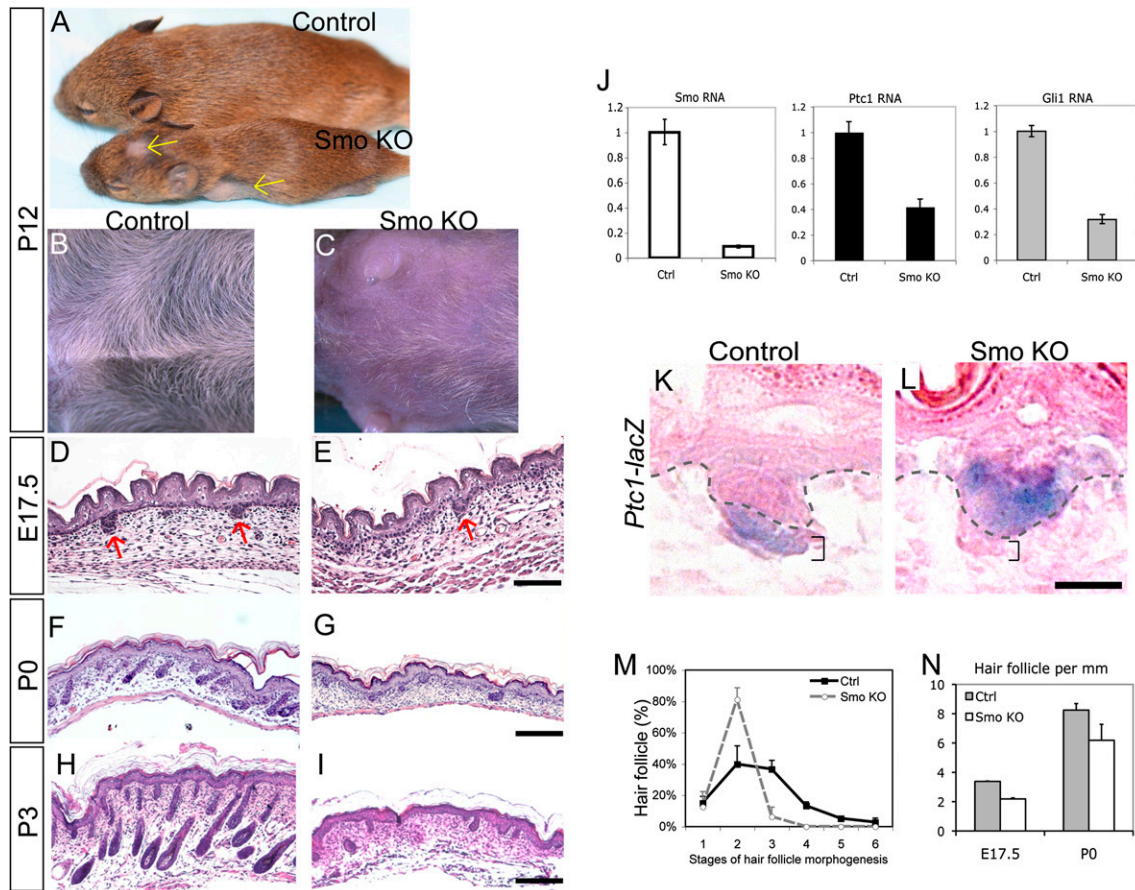 A
Control
Smo KO
P12
Control
Smo KO
B
C
E17.5
D
E
P0
F
G
P3
H
I
J
Smo RNA
1.2
1
0.8
0.6
0.4
0.2
0
Ctrl
Smo KO
Ptc1 RNA
1.2
1
0.8
0.6
0.4
0.2
0
Ctrl
Smo KO
Gli1 RNA
1.2
1
0.8
0.6
0.4
0.2
0
Ctrl
Smo KO
Control
Smo KO
Ptc1-lacZ
K
L
M
100%
80%
60%
40%
20%
0%
Hair follicle (%)
Ctrl
Smo KO
1 2 3 4 5 6
Stages of hair follicle morphogenesis
N
Hair follicle per mm
10
8
6
4
2
0
Ctrl
Smo KO
E17.5
P0